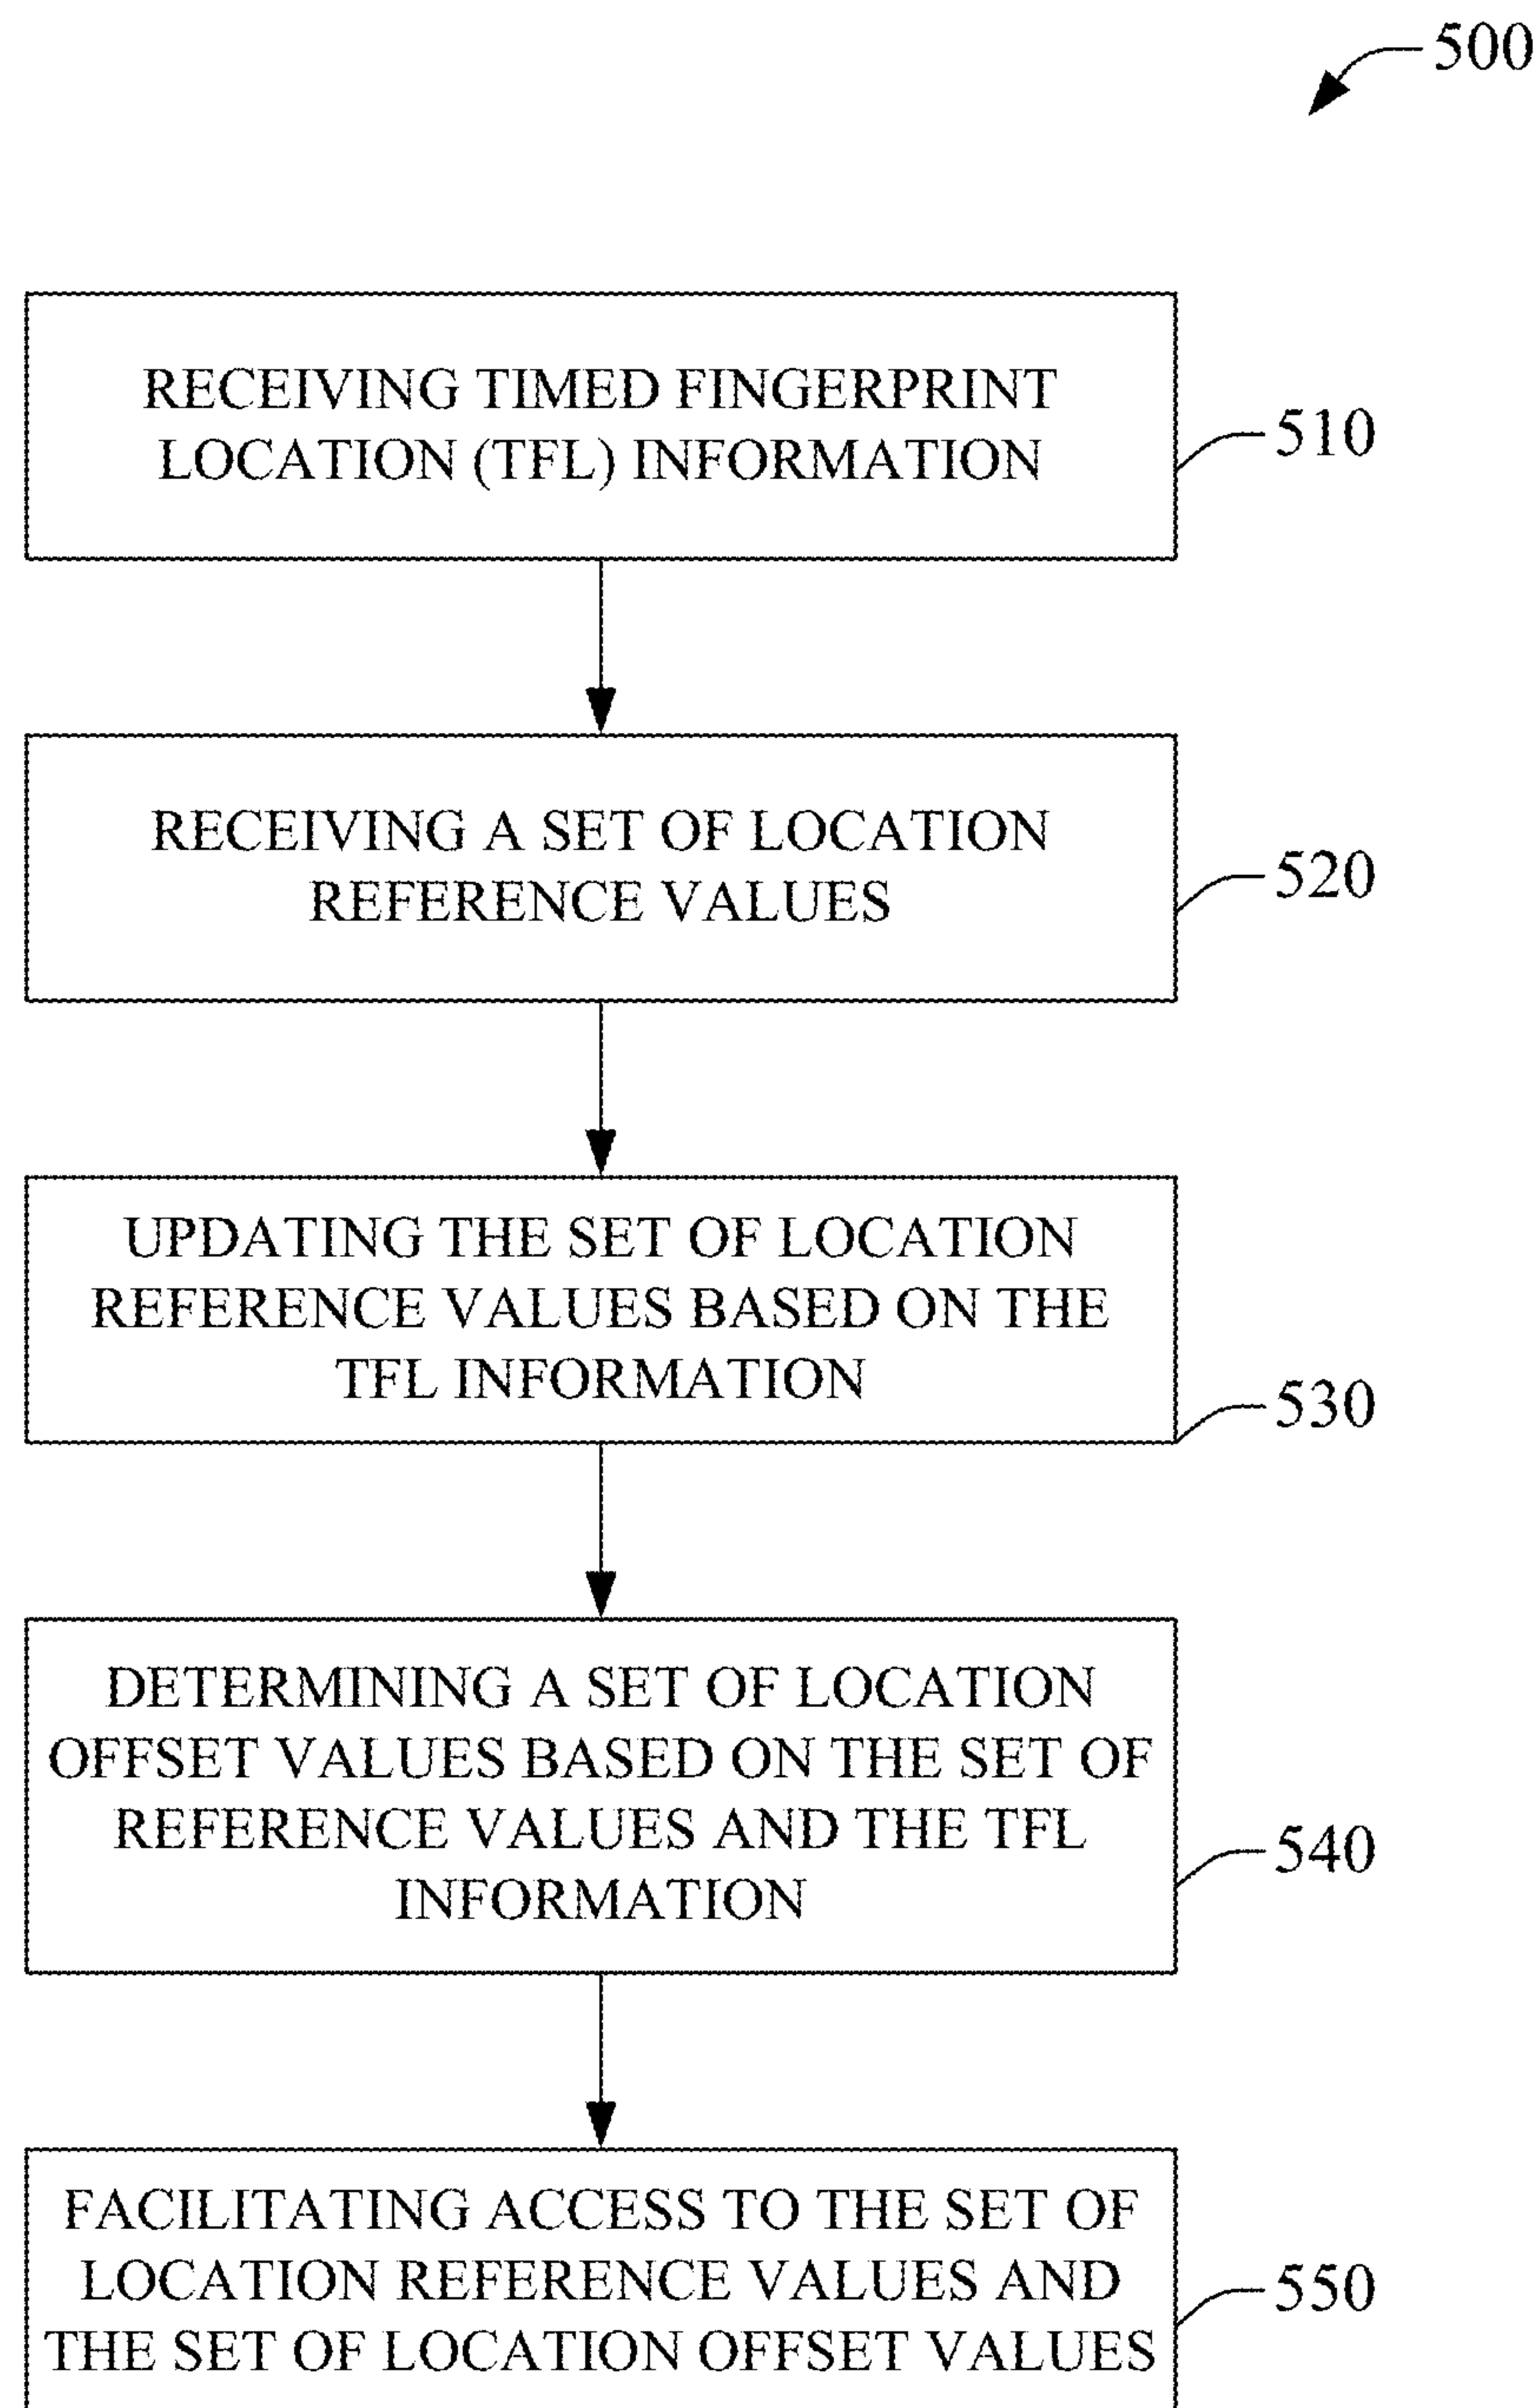 500
RECEIVING TIMED FINGERPRINT
LOCATION (TFL) INFORMATION
510
RECEIVING A SET OF LOCATION
REFERENCE VALUES
520
UPDATING THE SET OF LOCATION
REFERENCE VALUES BASED ON THE
TFL INFORMATION
530
DETERMINING A SET OF LOCATION
OFFSET VALUES BASED ON THE SET OF
REFERENCE VALUES AND THE TFL
INFORMATION
540
FACILITATING ACCESS TO THE SET OF
LOCATION REFERENCE VALUES AND
THE SET OF LOCATION OFFSET VALUES
550